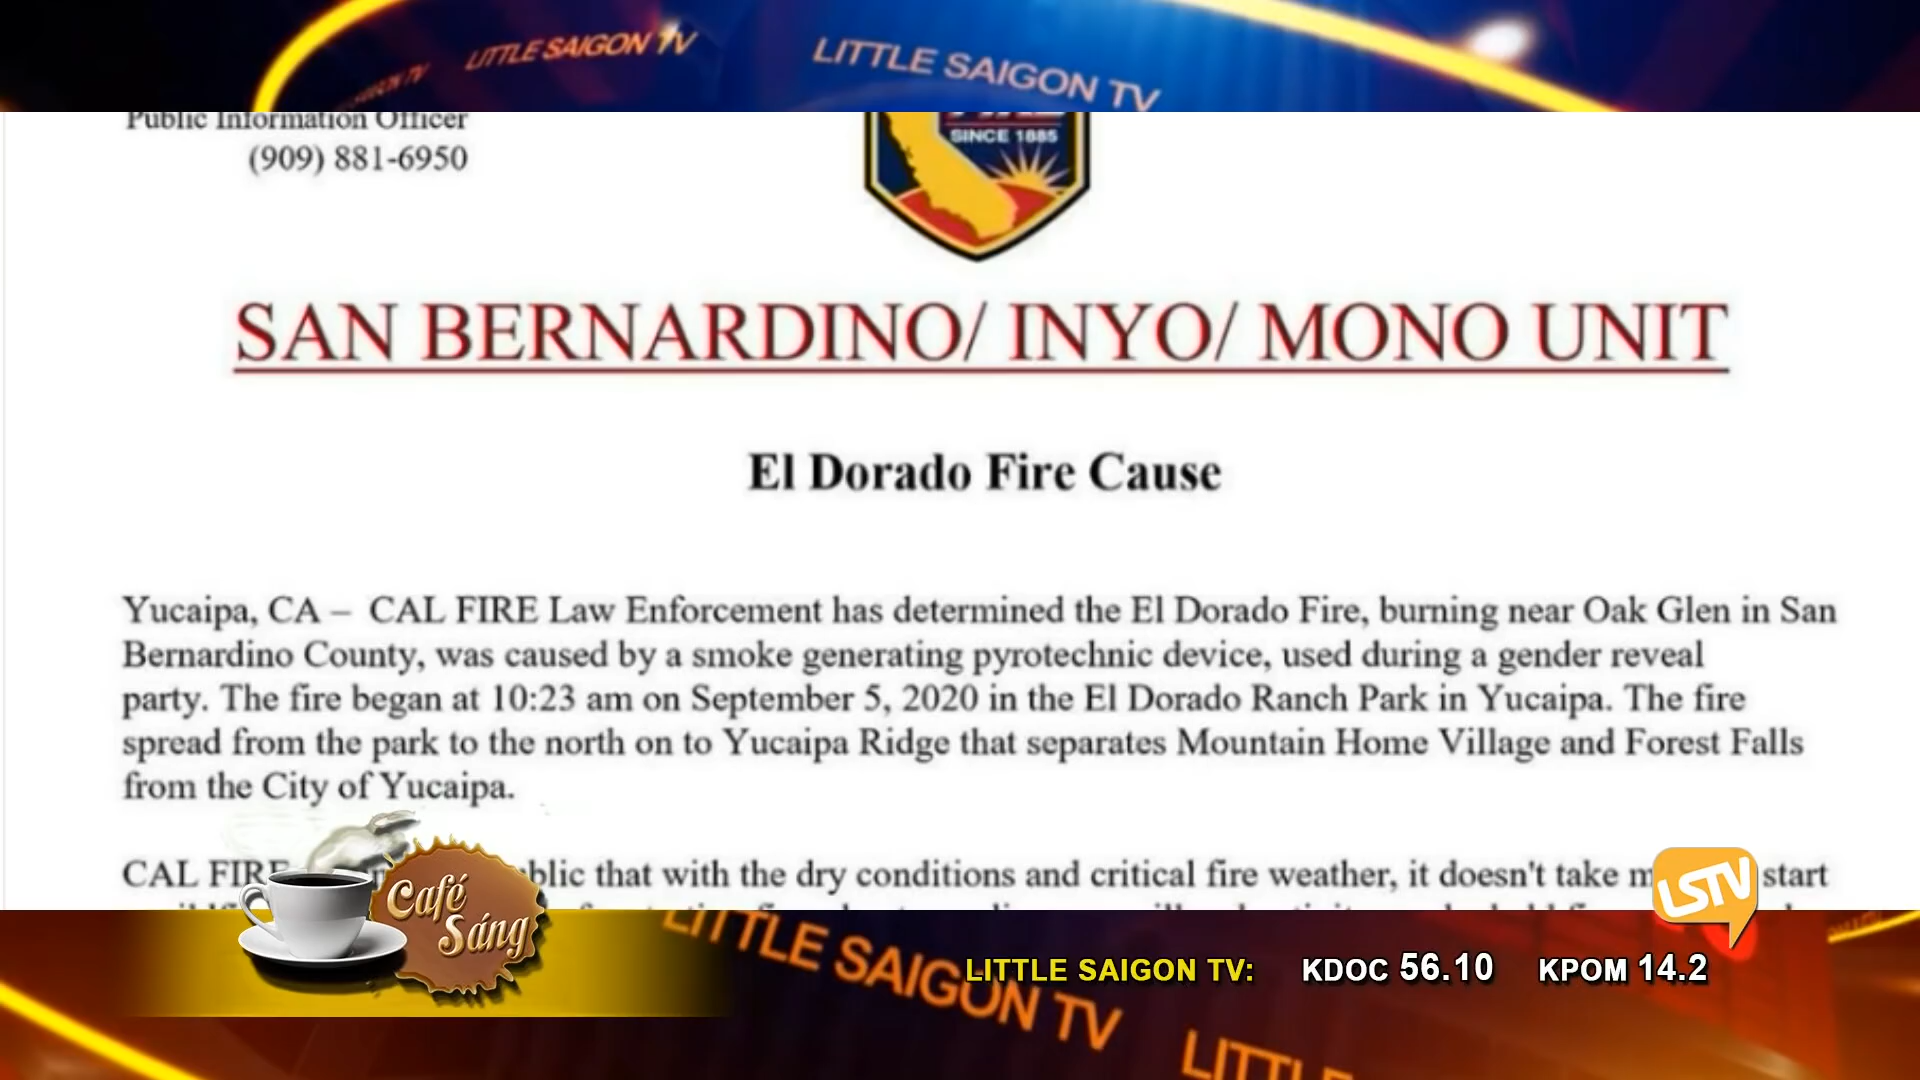 LITTLE SAIGON TV
LITTLE SAIGON TV
Public Information Officer
(909) 881-6950
SINCE 1885
SAN BERNARDINO/ INYO/ MONO UNIT
El Dorado Fire Cause
Yucaipa, CA – CAL FIRE Law Enforcement has determined the El Dorado Fire, burning near Oak Glen in San
Bernardino County, was caused by a smoke generating pyrotechnic device, used during a gender reveal
party. The fire began at 10:23 am on September 5, 2020 in the El Dorado Ranch Park in Yucaipa. The fire
spread from the park to the north on to Yucaipa Ridge that separates Mountain Home Village and Forest Falls
from the City of Yucaipa.
CAL FIRE that with the dry conditions and critical fire weather, it doesn't take start
Café
Sáng
LSTV
LITTLE SAIGON TV
LITTLE SAIGON TV: KDOC 56.10 KPOM 14.2
LITTLE